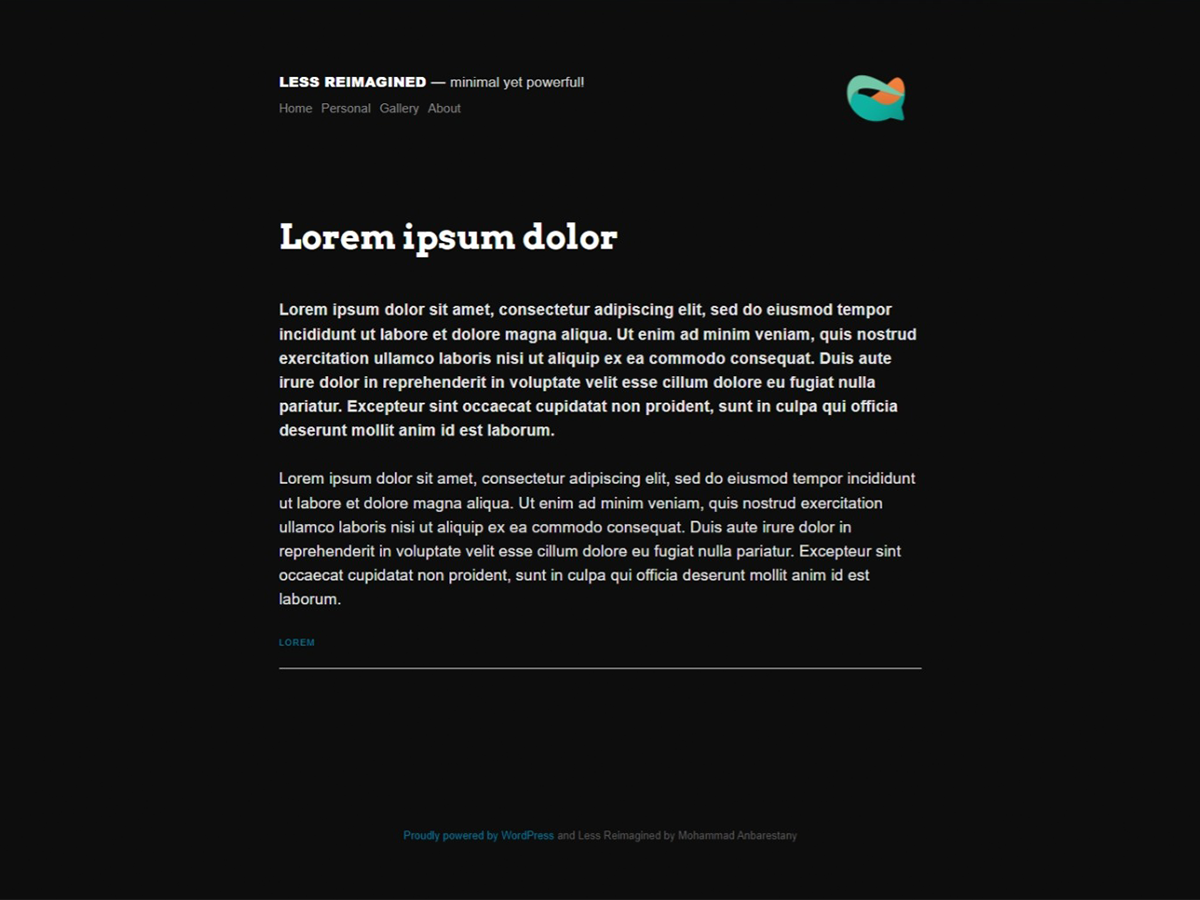 LESS REIMAGINED — minimal yet powerful!
Home Personal Gallery About
Lorem ipsum dolor
Lorem ipsum dolor sit amet, consectetur adipiscing elit, sed do eiusmod tempor
incididunt ut labore et dolore magna aliqua. Ut enim ad minim veniam, quis nostrud
exercitation ullamco laboris nisi ut aliquip ex ea commodo consequat. Duis aute
irure dolor in reprehenderit in voluptate velit esse cillum dolore eu fugiat nulla
pariatur. Excepteur sint occaecat cupidatat non proident, sunt in culpa qui officia
deserunt mollit anim id est laborum.
Lorem ipsum dolor sit amet, consectetur adipiscing elit, sed do eiusmod tempor incididunt
ut labore et dolore magna aliqua. Ut enim ad minim veniam, quis nostrud exercitation
ullamco laboris nisi ut aliquip ex ea commodo consequat. Duis aute irure dolor in
reprehenderit in voluptate velit esse cillum dolore eu fugiat nulla pariatur. Excepteur sint
occaecat cupidatat non proident, sunt in culpa qui officia deserunt mollit anim id est
laborum.
LOREM
Proudly powered by WordPress and Less Reimagined by Mohammad Anbarestany